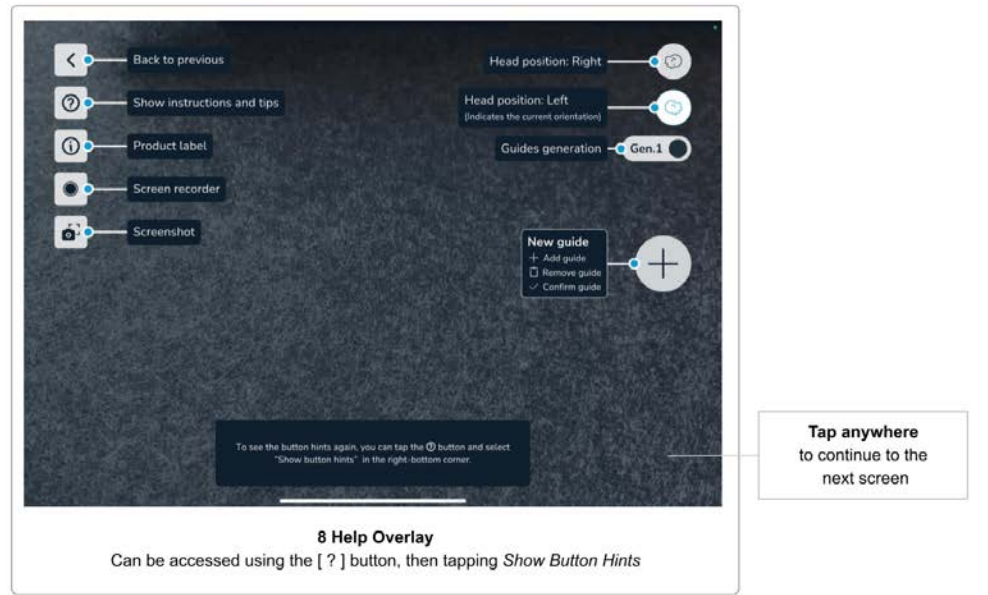 Back to previous
Show instructions and tips
Product label
Screen recorder
Screenshot
Head position: Right
Head position: Left
(Indicates the current orientation)
Guides generation
Gen.1
New guide
Add guide
Remove guide
Confirm guide
To see the button hints again, you can tap the ? button and select
"Show button hints" in the right-bottom corner.
Tap anywhere
to continue to the
next screen
8 Help Overlay
Can be accessed using the [ ? ] button, then tapping Show Button Hints